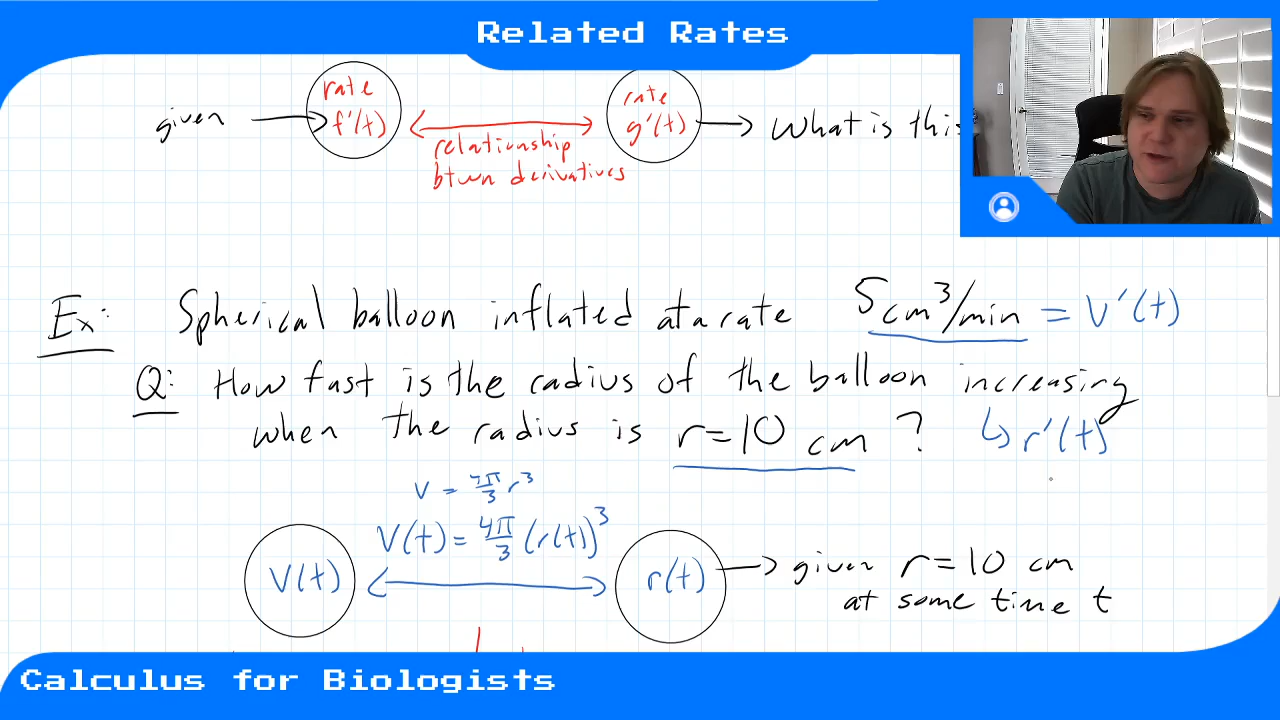 Related Rates
rate
f'(t)
given
relationship
btwn derivatives
rate
g'(t)
What is this
Ex: Spherical balloon inflated at a rate 5 cm³/min = V'(t)
Q: How fast is the radius of the balloon increasing
when the radius is r=10 cm ? r'(t)
V = 4π/3 r³
V(t) = 4π/3 (r(t))³
V(t)
r(t)
given r=10 cm
at some time t
Calculus for Biologists